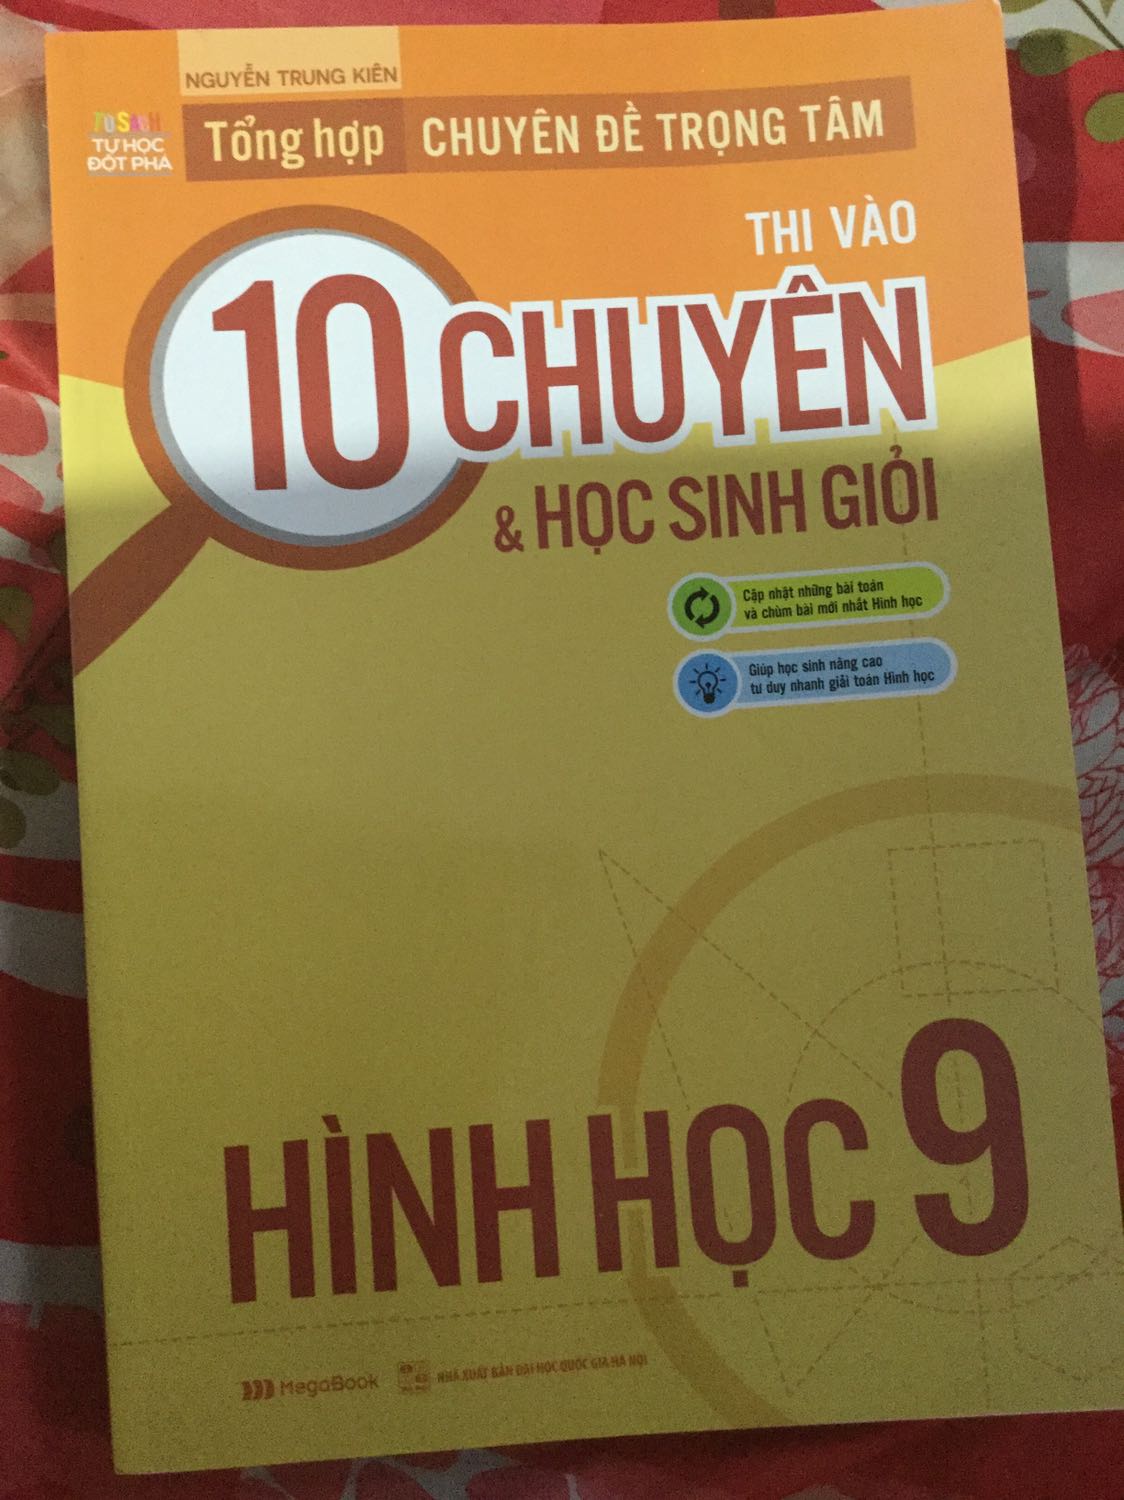 NGUYỄN TRUNG KIÊN
TỦ SÁCH
TỰ HỌC
ĐỘT PHÁ
Tổng hợp CHUYÊN ĐỀ TRỌNG TÂM
THI VÀO
10 CHUYÊN
& HỌC SINH GIỎI
Cập nhật những bài toán
và chùm bài mới nhất Hình học
Giúp học sinh nâng cao
tư duy nhanh giải toán Hình học
HÌNH HỌC 9
MegaBook
NHÀ XUẤT BẢN ĐẠI HỌC QUỐC GIA HÀ NỘI